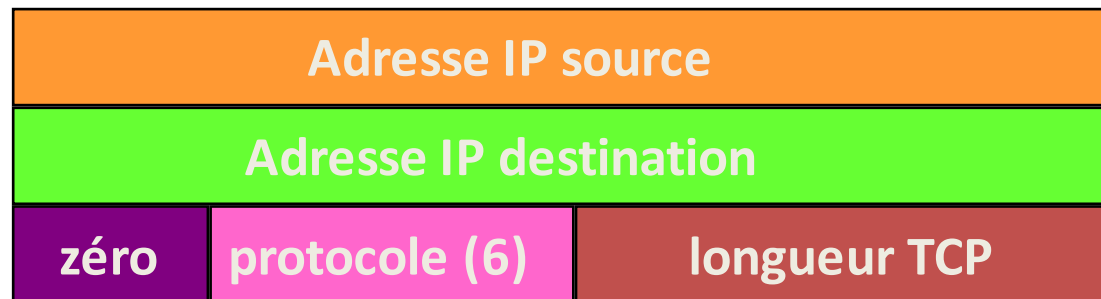 Adresse IP source
Adresse IP destination
zéro protocole (6) longueur TCP